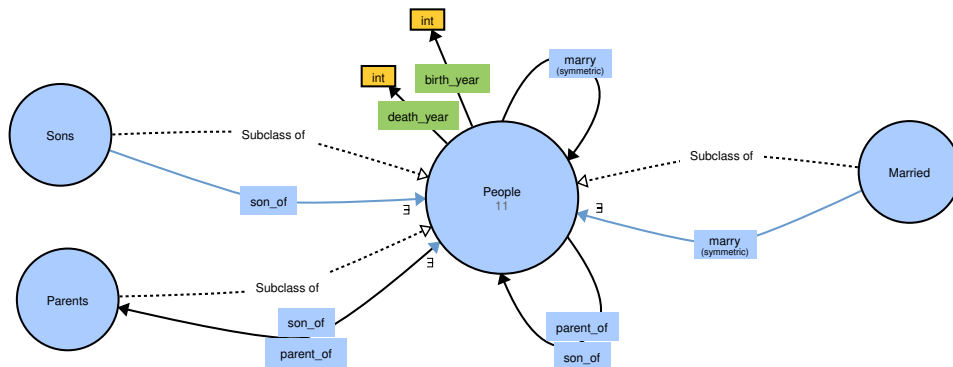 int
int
birth_year
death_year
marry
(symmetric)
Sons
Subclass of
son_of
∃
People
11
Subclass of
Married
∃
marry
(symmetric)
∃
Parents
Subclass of
son_of
parent_of
parent_of
son_of